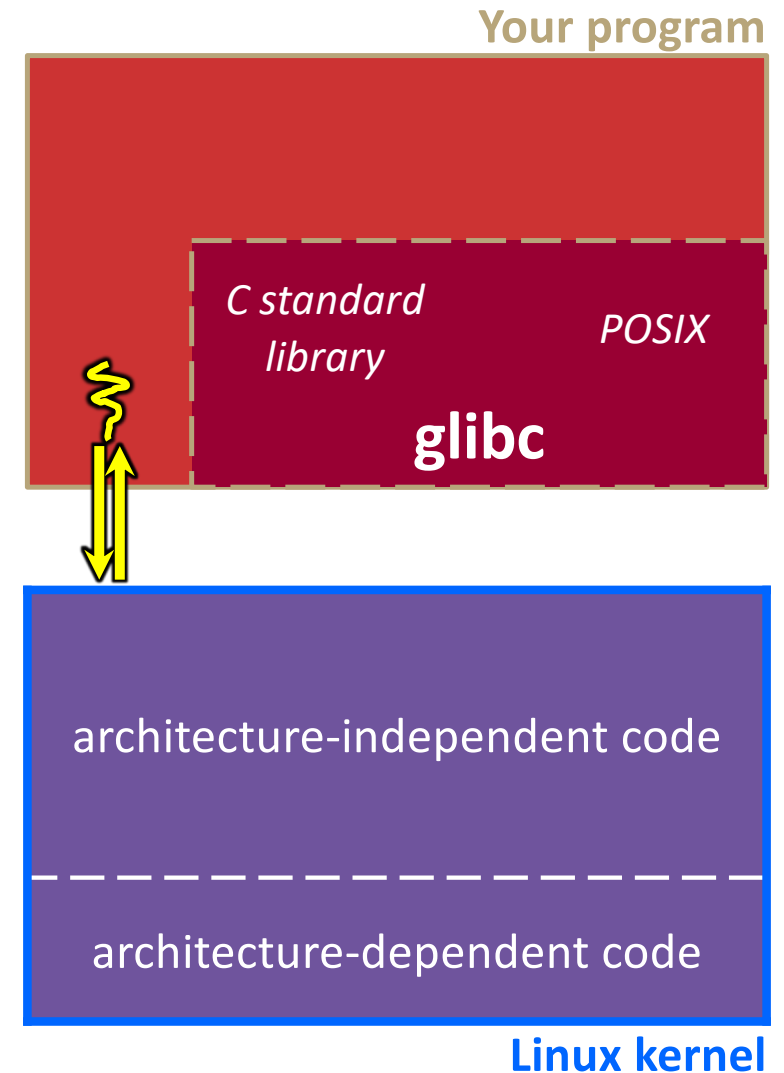 Your program
C standard
library
POSIX
glibc
architecture-independent code
architecture-dependent code
Linux kernel